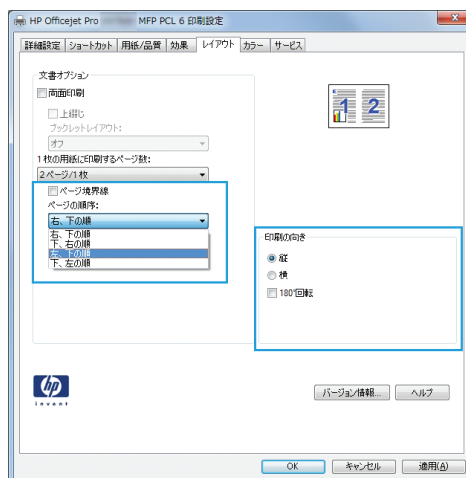 HP Officejet Pro MFP PCL 6 印刷設定
詳細設定 ショートカット 用紙/品質 効果 レイアウト カラー サービス
文書オプション
両面印刷
上綴じ
ブックレットレイアウト:
オフ
1 枚の用紙に印刷するページ数:
2 ページ/1 枚
ページ境界線
ページの順序:
右、下の順
右、下の順
下、右の順
左、下の順
下、左の順
1 2
印刷の向き
縦
横
180°回転
hp
invent
バージョン情報... ヘルプ
OK キャンセル 適用(A)